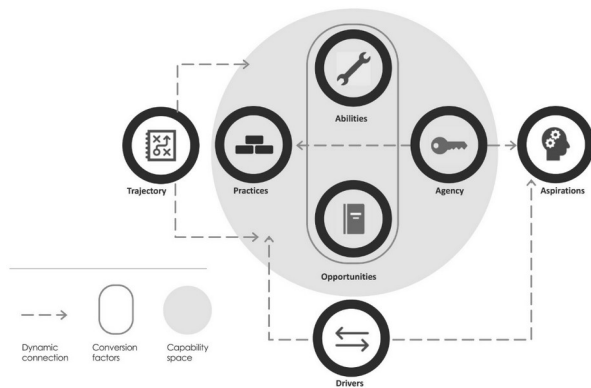 Abilities
Trajectory
Practices
Agency
Aspirations
Opportunities
Drivers
Dynamic
connection
Conversion
factors
Capability
space